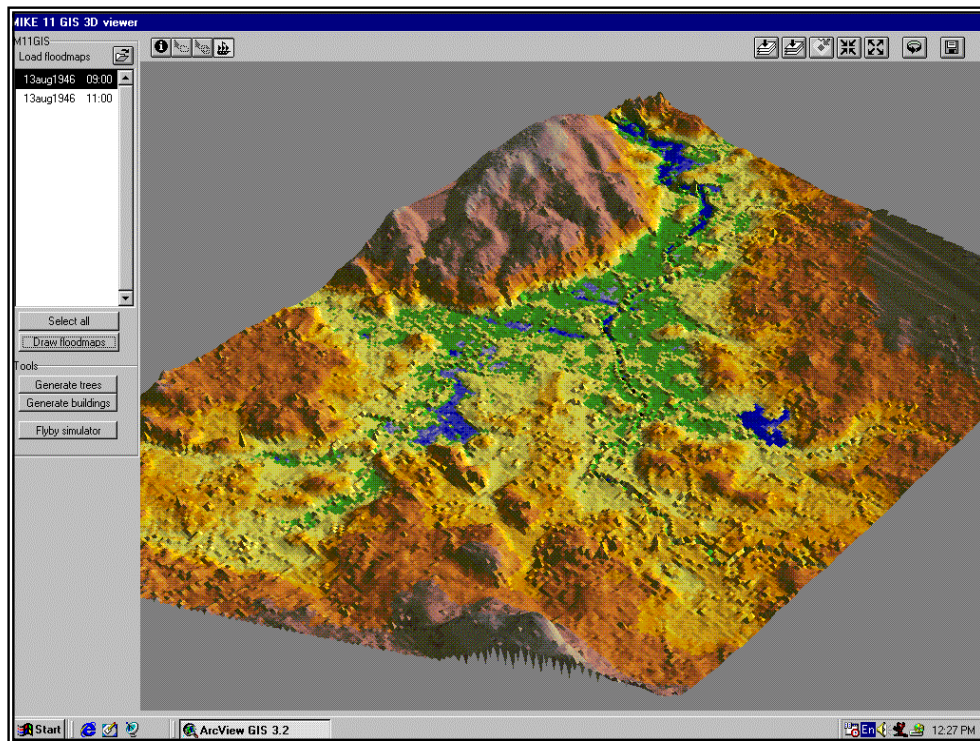 MIKE 11 GIS 3D viewer
M11GIS
Load floodmaps
13aug1946 09:00
13aug1946 11:00
Select all
Draw floodmaps
Tools
Generate trees
Generate buildings
Flyby simulator
Start
ArcView GIS 3.2
En
12:27 PM